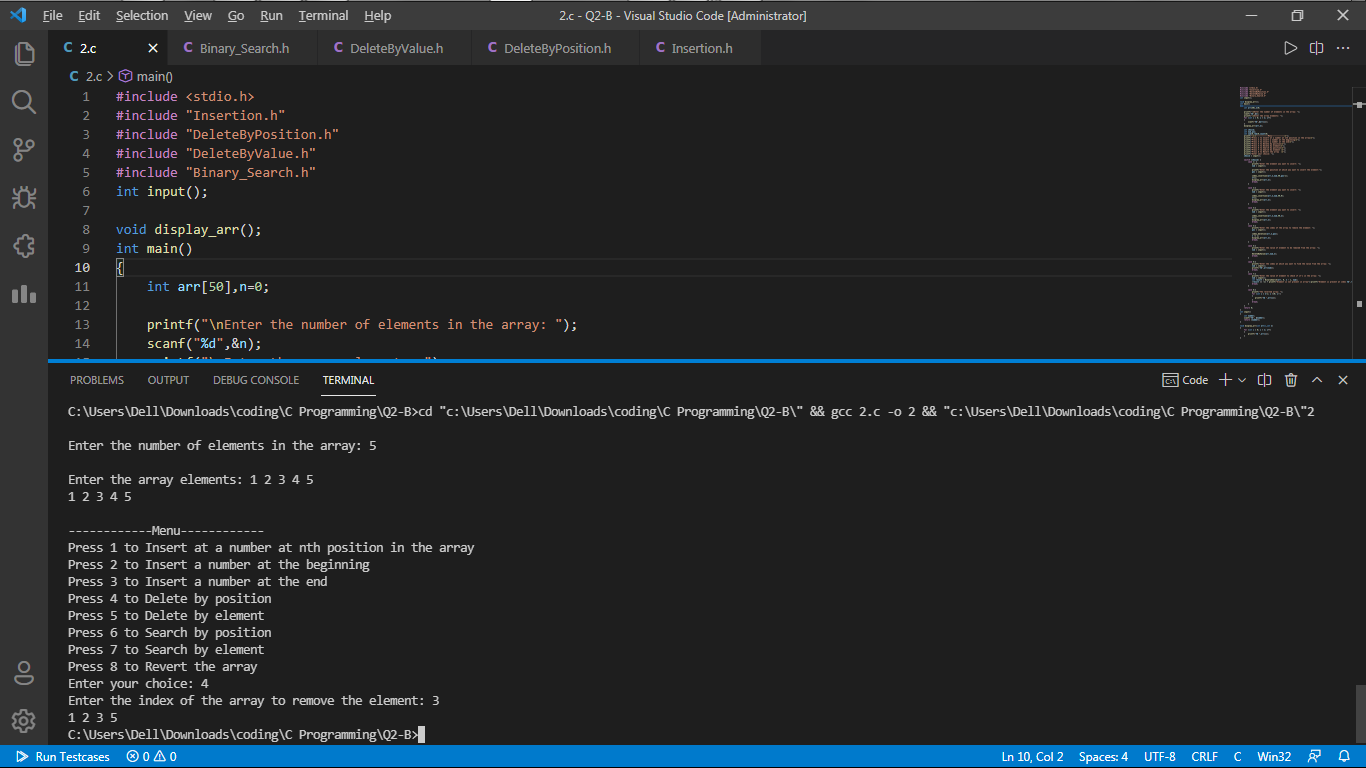 File Edit Selection View Go Run Terminal Help 2.c - Q2-B - Visual Studio Code [Administrator]
C 2.c C Binary_Search.h C DeleteByValue.h C DeleteByPosition.h C Insertion.h
C 2.c > main()
1 #include <stdio.h>
2 #include "Insertion.h"
3 #include "DeleteByPosition.h"
4 #include "DeleteByValue.h"
5 #include "Binary_Search.h"
6 int input();
7
8 void display_arr();
9 int main()
10 {
11 int arr[50],n=0;
12
13 printf("\nEnter the number of elements in the array: ");
14 scanf("%d",&n);
PROBLEMS OUTPUT DEBUG CONSOLE TERMINAL Code
C:\Users\Dell\Downloads\coding\C Programming\Q2-B>cd "c:\Users\Dell\Downloads\coding\C Programming\Q2-B\" && gcc 2.c -o 2 && "c:\Users\Dell\Downloads\coding\C Programming\Q2-B\"2
Enter the number of elements in the array: 5
Enter the array elements: 1 2 3 4 5
1 2 3 4 5
------------Menu------------
Press 1 to Insert at a number at nth position in the array
Press 2 to Insert a number at the beginning
Press 3 to Insert a number at the end
Press 4 to Delete by position
Press 5 to Delete by element
Press 6 to Search by position
Press 7 to Search by element
Press 8 to Revert the array
Enter your choice: 4
Enter the index of the array to remove the element: 3
1 2 3 5
C:\Users\Dell\Downloads\coding\C Programming\Q2-B>
Run Testcases 0 0 Ln 10, Col 2 Spaces: 4 UTF-8 CRLF C Win32